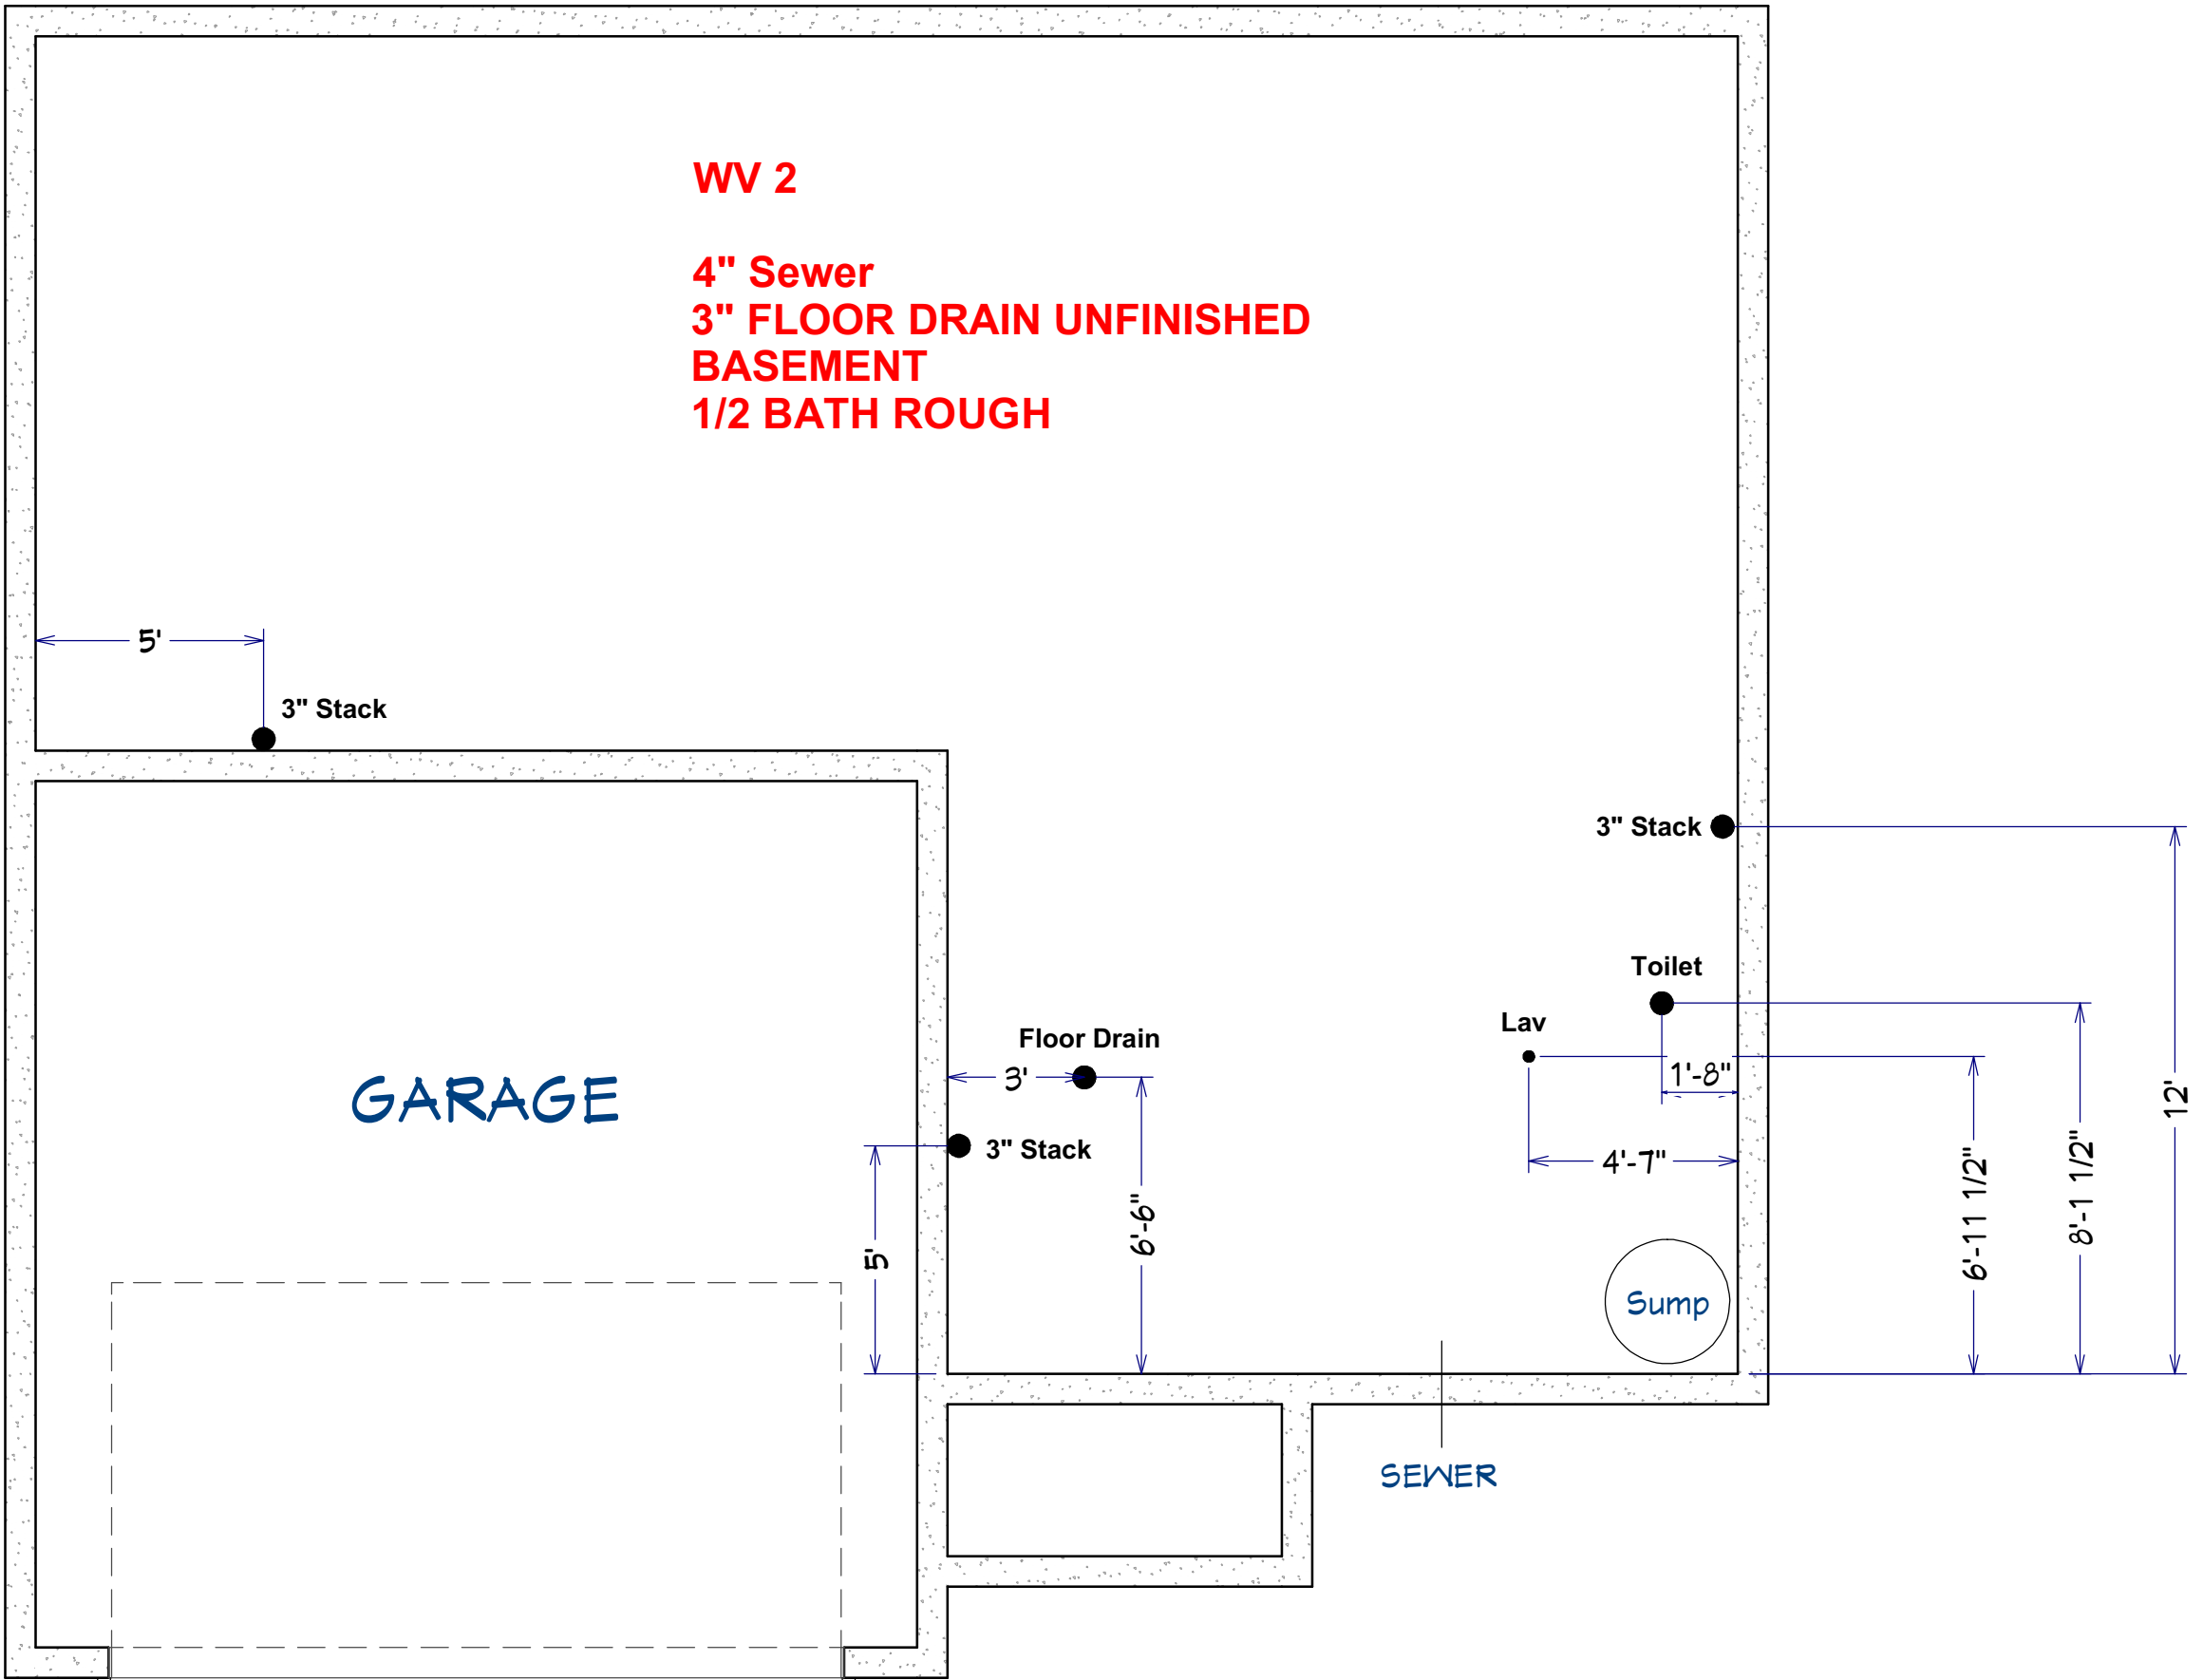 WV 2
4" Sewer
3" FLOOR DRAIN UNFINISHED
BASEMENT
1/2 BATH ROUGH
5'
3" Stack
3" Stack
Toilet
Lav
Floor Drain
1'-8"
3'
GARAGE
12'
3" Stack
4'-7"
6'-11 1/2"
8'-1 1/2"
6'-6"
5'
Sump
SEWER